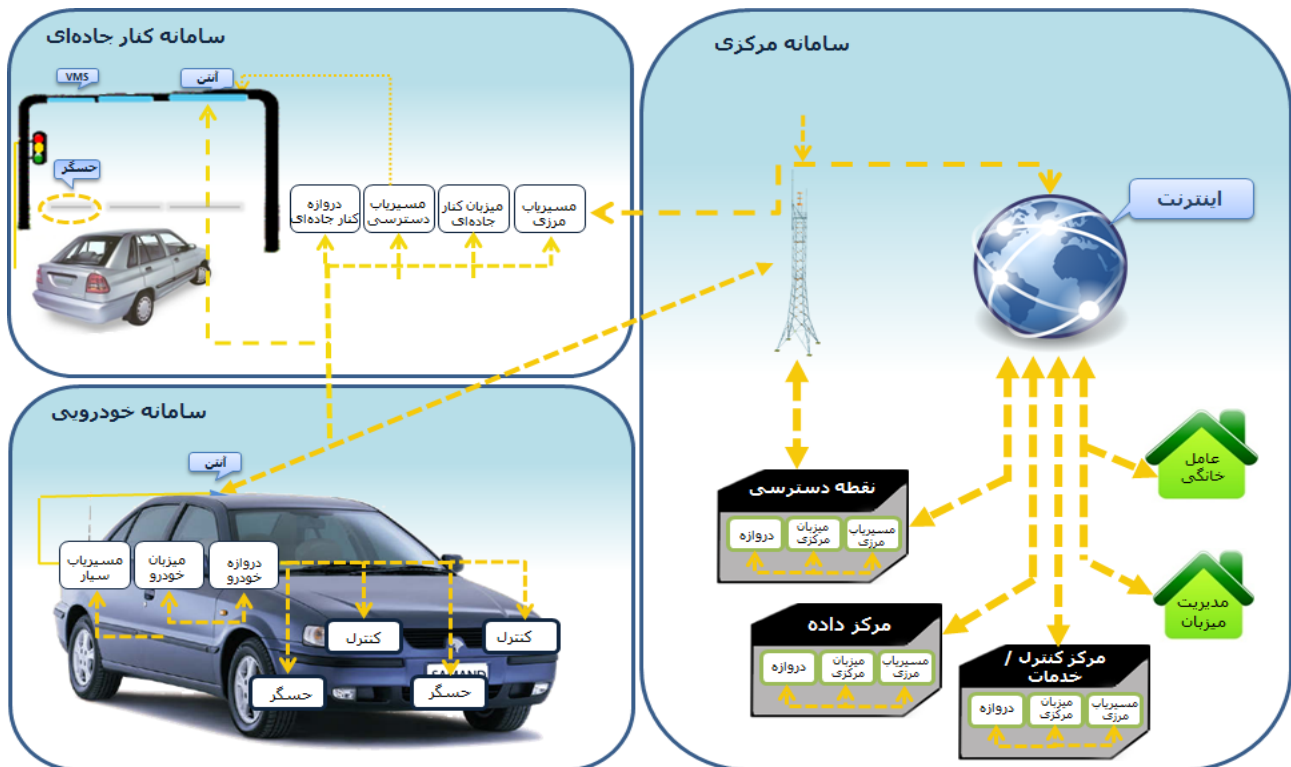 سامانه کنار جاده‌ای
VMS
آنتن
حسگر
دروازه
کنار جاده‌ای
مسیریاب
دسترسی
میزبان کنار
جاده‌ای
مسیریاب
مرزی
سامانه مرکزی
اینترنت
عامل
خانگی
مدیریت
میزبان
نقطه دسترسی
دروازه
میزبان
مرکزی
مسیریاب
مرزی
مرکز داده
دروازه
میزبان
مرکزی
مسیریاب
مرزی
مرکز کنترل /
خدمات
دروازه
میزبان
مرکزی
مسیریاب
مرزی
سامانه خودرویی
آنتن
مسیریاب
سیار
میزبان
خودرو
دروازه
خودرو
کنترل
کنترل
حسگر
حسگر
SAMAND